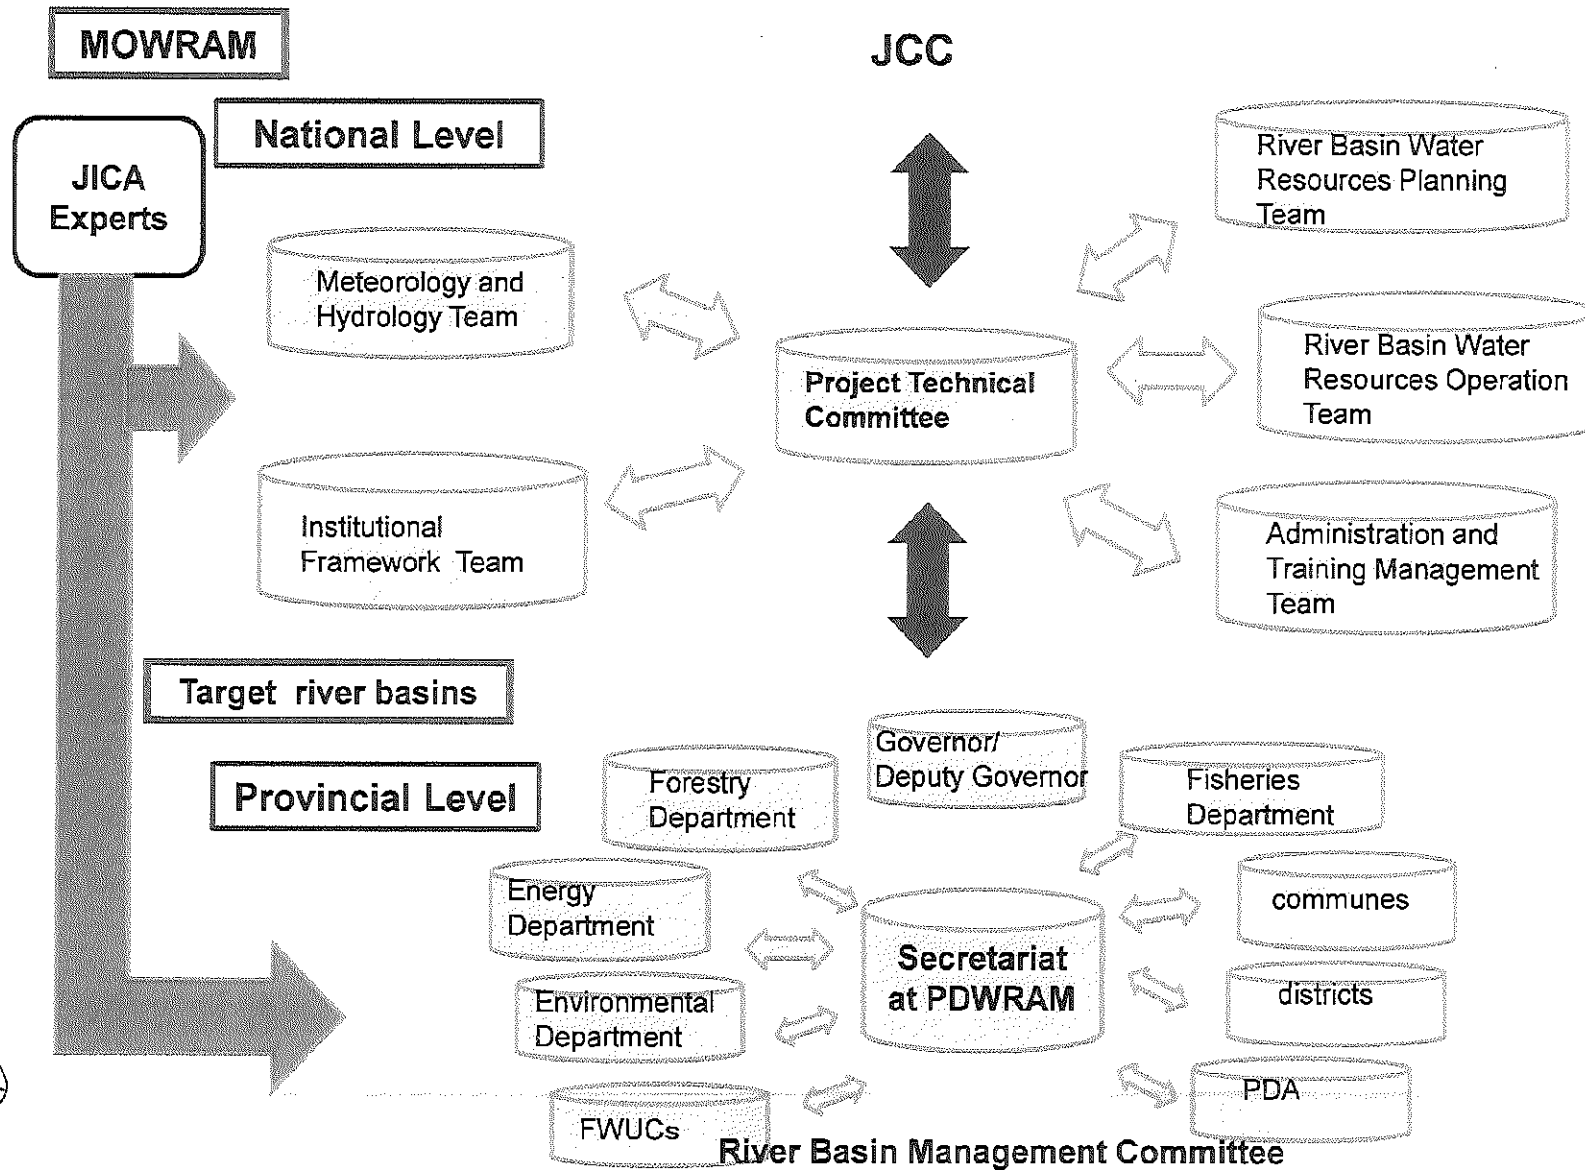 MOWRAM
JCC
National Level
JICA
Experts
River Basin Water
Resources Planning
Team
Meteorology and
Hydrology Team
River Basin Water
Resources Operation
Team
Project Technical
Committee
Institutional
Framework Team
Administration and
Training Management
Team
Target river basins
Provincial Level
Governor/
Deputy Governor
Forestry
Department
Fisheries
Department
Energy
Department
communes
Secretariat
at PDWRAM
Environmental
Department
districts
FWUCs
PDA
River Basin Management Committee